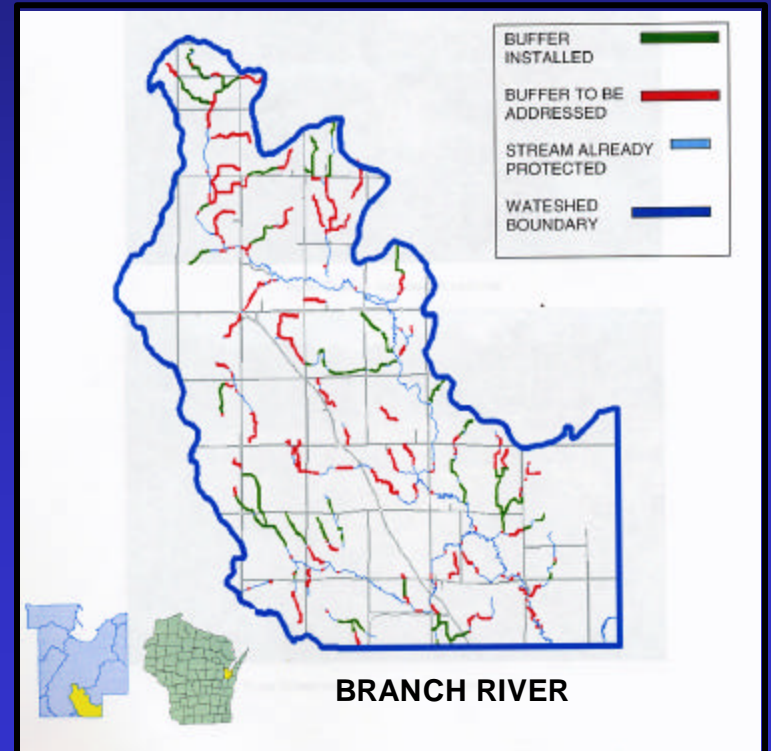 BUFFER
INSTALLED
BUFFER TO BE
ADDRESSED
STREAM ALREADY
PROTECTED
WATESHED
BOUNDARY
BRANCH RIVER